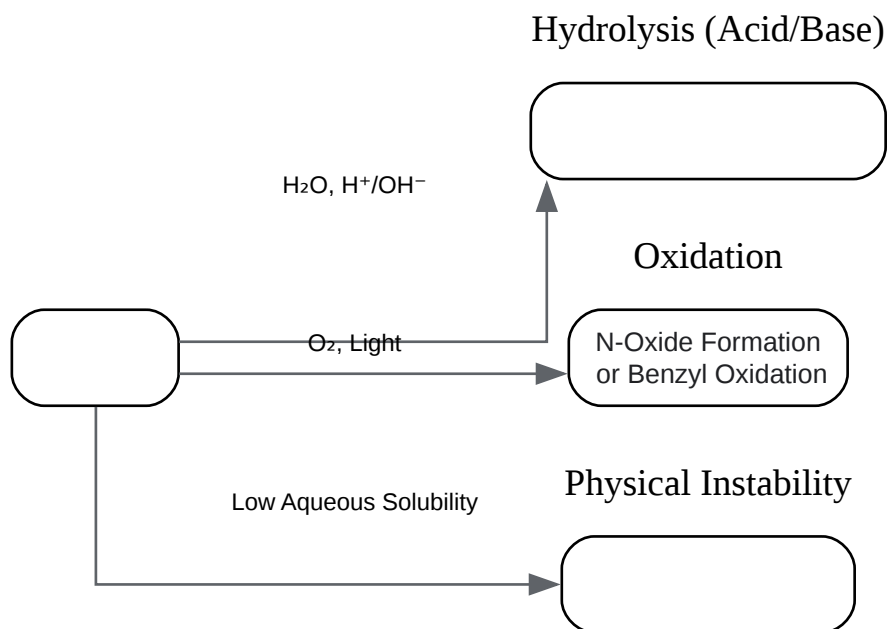 Hydrolysis (Acid/Base)
H₂O, H⁺/OH⁻
Oxidation
O₂, Light
N-Oxide Formation
or Benzyl Oxidation
Physical Instability
Low Aqueous Solubility